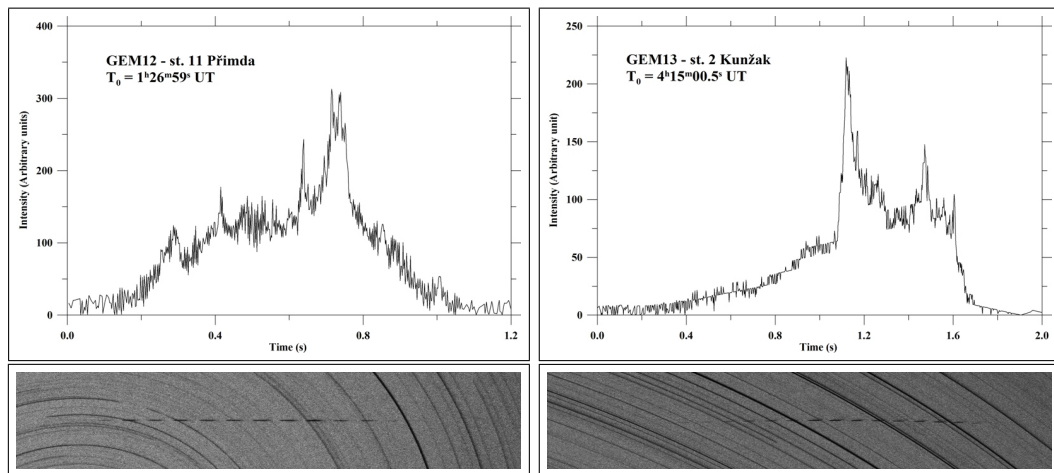 400
GEM12 - st. 11 Přimda
T₀ = 1ʰ26ᵐ59ˢ UT
300
200
100
0
Intensity (Arbitrary units)
0.0 0.4 0.8 1.2
Time (s)
250
GEM13 - st. 2 Kunžak
T₀ = 4ʰ15ᵐ00.5ˢ UT
200
150
100
50
0
Intensity (Arbitrary units)
0.0 0.4 0.8 1.2 1.6 2.0
Time (s)